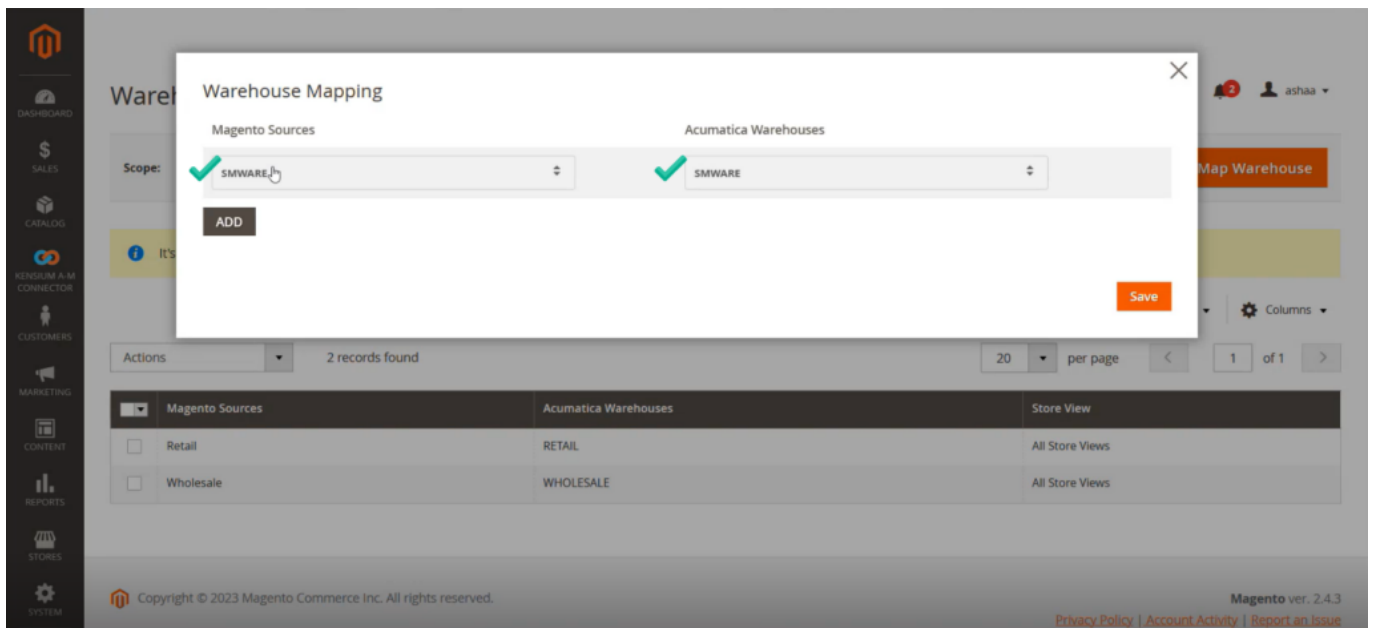 Wareh
Warehouse Mapping
2
ashaa
Magento Sources
Acumatica Warehouses
Scope:
SMWARE
SMWARE
Map Warehouse
ADD
It's
Save
Columns
Actions
2 records found
20
per page
1
of 1
Magento Sources
Acumatica Warehouses
Store View
Retail
RETAIL
All Store Views
Wholesale
WHOLESALE
All Store Views
DASHBOARD
SALES
CATALOG
KENSIUM A-M
CONNECTOR
CUSTOMERS
MARKETING
CONTENT
REPORTS
STORES
SYSTEM
Copyright © 2023 Magento Commerce Inc. All rights reserved.
Magento ver. 2.4.3
Privacy Policy | Account Activity | Report an Issue